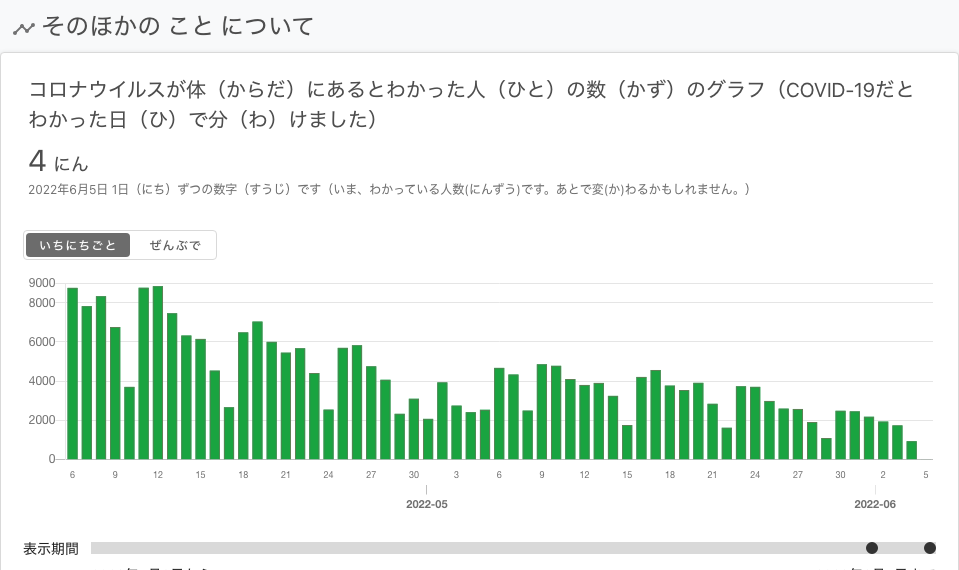 そのほかの こと について
コロナウイルスが体（からだ）にあるとわかった人（ひと）の数（かず）のグラフ（COVID-19だと
わかった日（ひ）で分（わ）けました）
4 にん
2022年6月5日 1日（にち）ずつの数字（すうじ）です（いま、わかっている人数(にんずう)です。あとで変(か)わるかもしれません。）
いちにちごと ぜんぶで
9000
8000
6000
4000
2000
0
6 9 12 15 18 21 24 27 30 3 6 9 12 15 18 21 24 27 30 2 5
2022-05 2022-06
表示期間